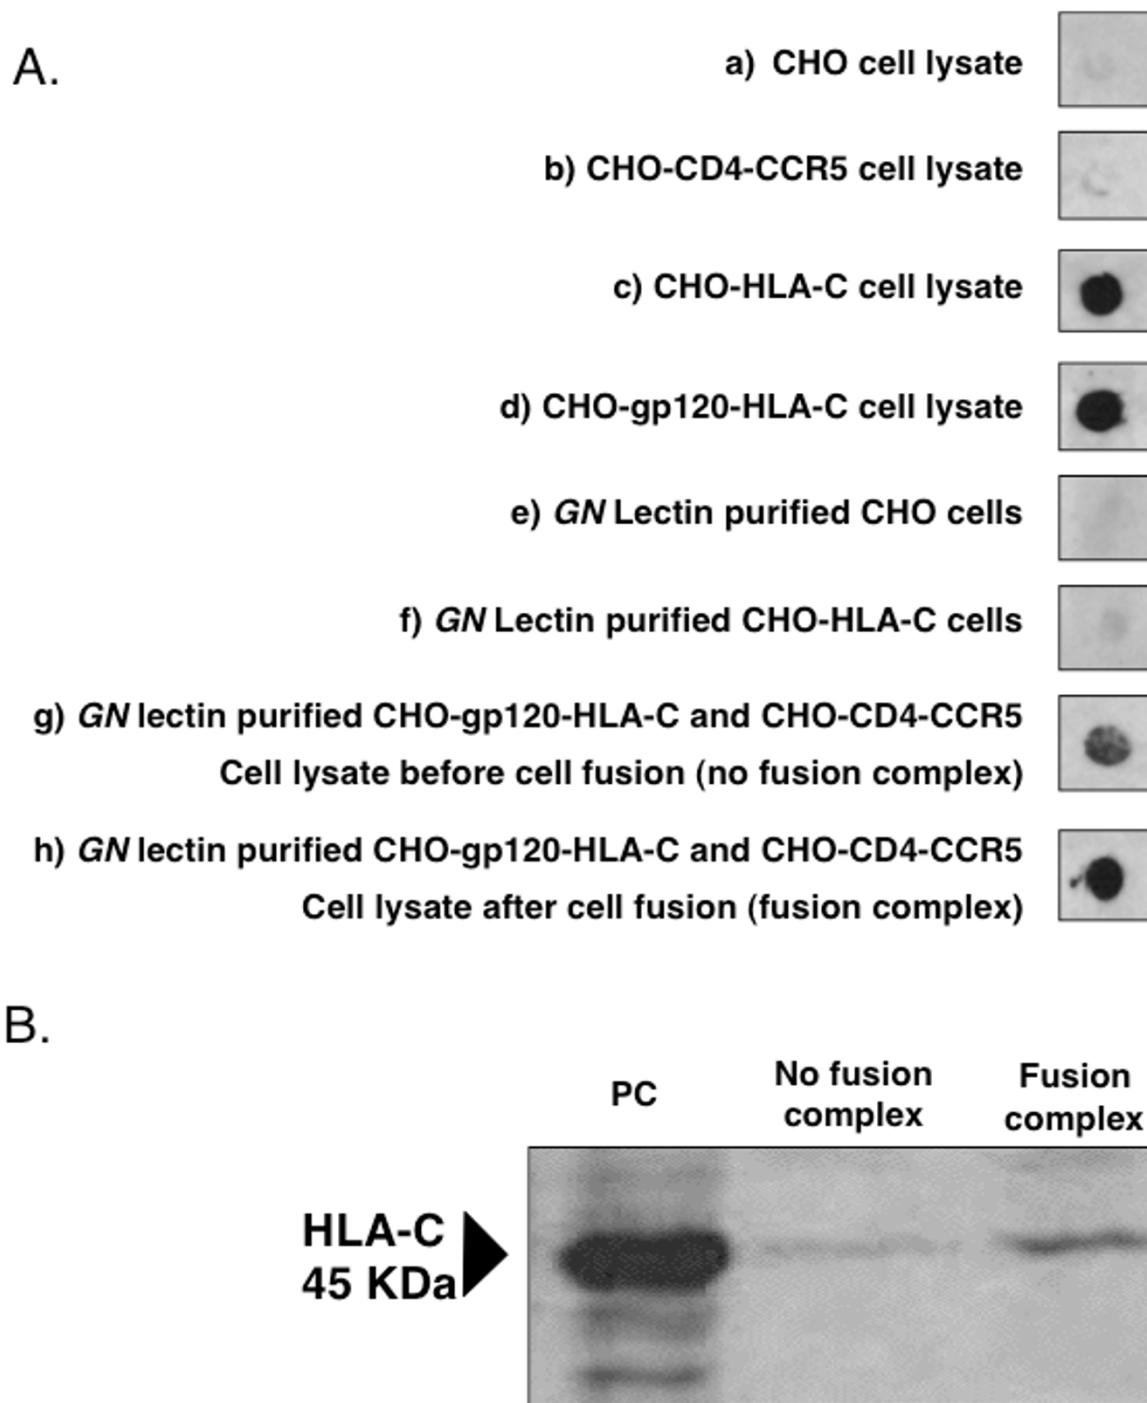 A.
a) CHO cell lysate
b) CHO-CD4-CCR5 cell lysate
c) CHO-HLA-C cell lysate
d) CHO-gp120-HLA-C cell lysate
e) GN Lectin purified CHO cells
f) GN Lectin purified CHO-HLA-C cells
g) GN lectin purified CHO-gp120-HLA-C and CHO-CD4-CCR5
Cell lysate before cell fusion (no fusion complex)
h) GN lectin purified CHO-gp120-HLA-C and CHO-CD4-CCR5
Cell lysate after cell fusion (fusion complex)
B.
PC
No fusion
complex
Fusion
complex
HLA-C
45 KDa